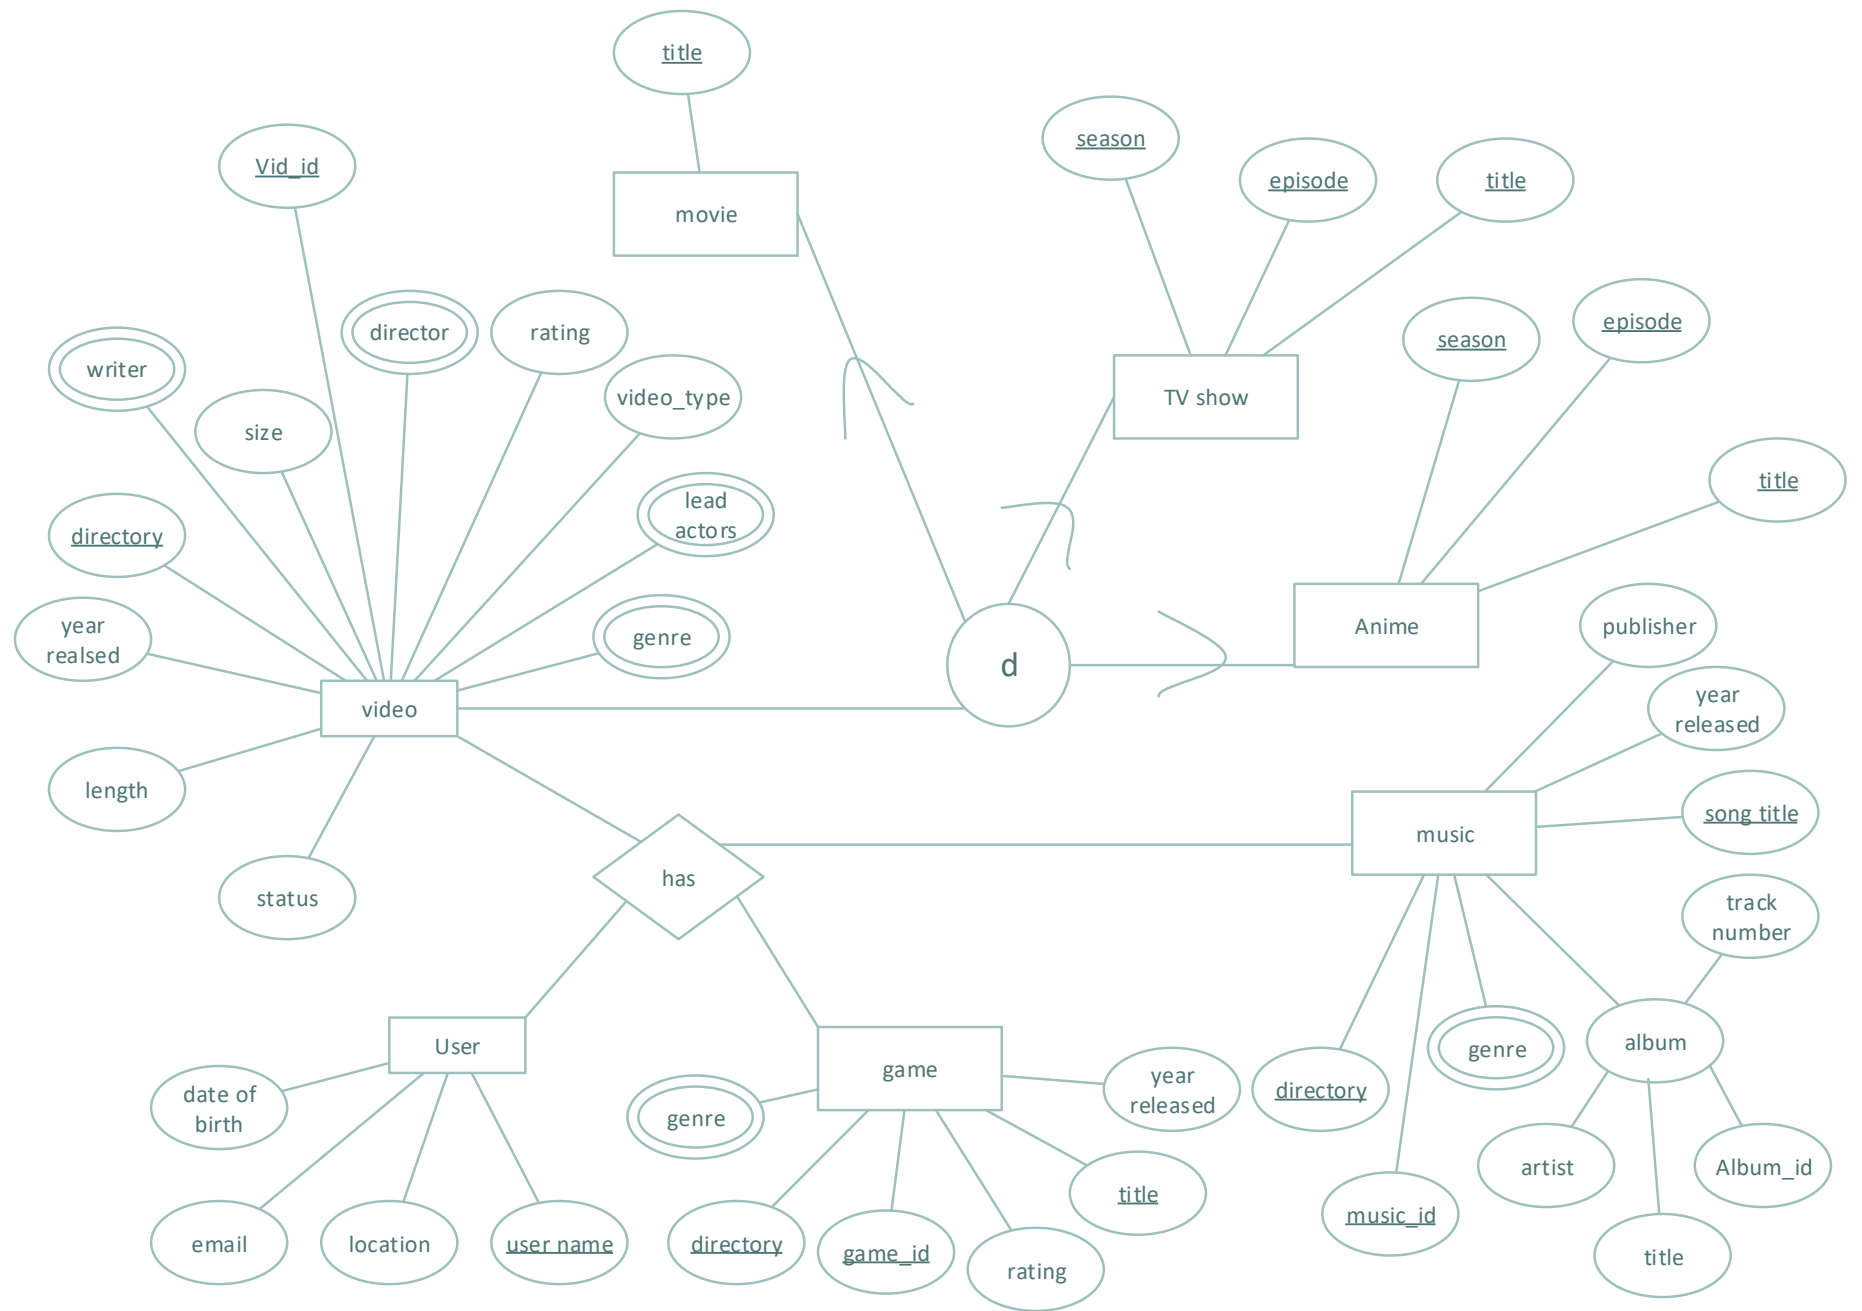 title
season
episode
title
Vid_id
movie
director
rating
writer
size
video_type
season
episode
TV show
title
lead
actors
directory
year
realsed
genre
d
Anime
publisher
video
year
released
length
song title
music
status
has
track
number
User
game
genre
album
date of
birth
genre
year
released
directory
artist
Album_id
title
email
location
user name
directory
game_id
rating
music_id
title